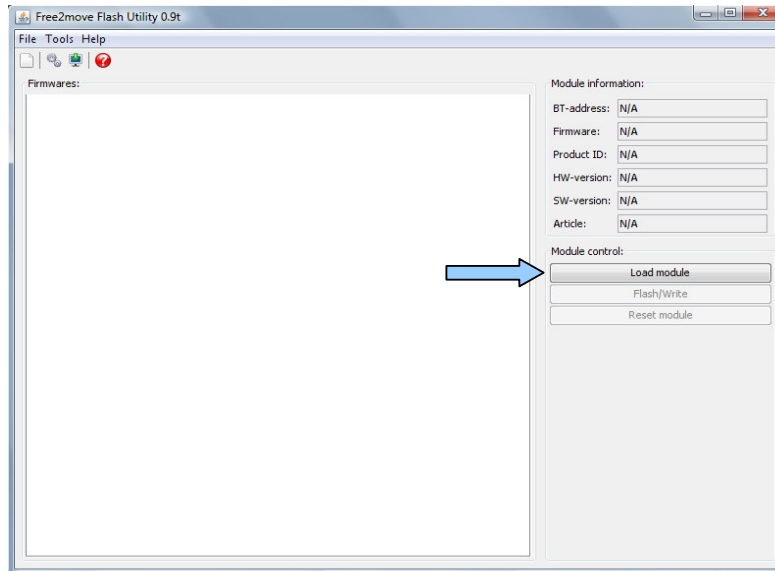 Free2move Flash Utility 0.9t
File Tools Help
Firmwares:
Module information:
BT-address: N/A
Firmware: N/A
Product ID: N/A
HW-version: N/A
SW-version: N/A
Article: N/A
Module control:
Load module
Flash/Write
Reset module